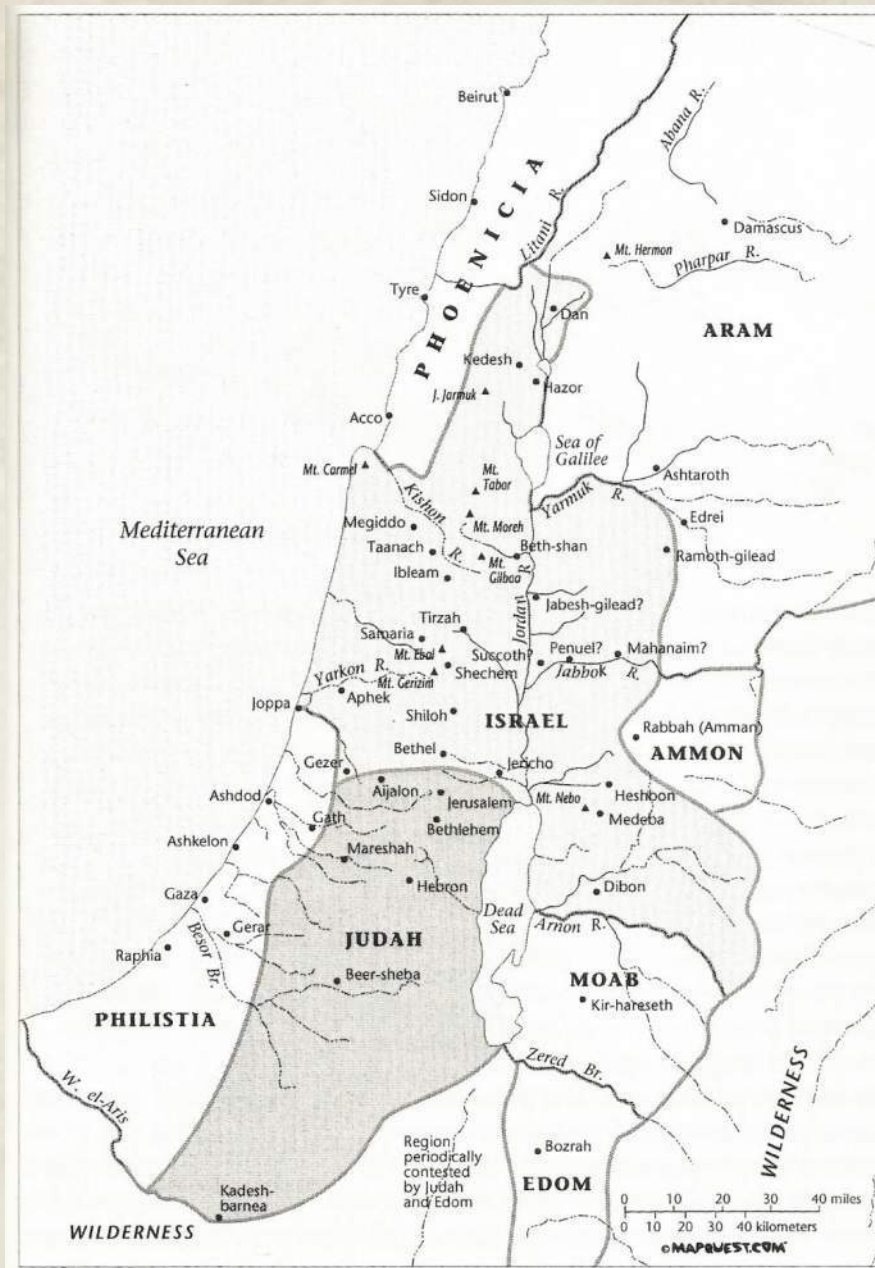 Beirut
Abana R.
Sidon
PHOENICIA
Litani R.
Damascus
Mt. Hermon
Pharpar R.
Tyre
Dan
ARAM
Kedesh
Hazor
J. Jarmuk
Acco
Sea of
Galilee
Mt. Carmel
Mt.
Tabor
Ashtaroth
Kishon R.
Yarmuk R.
Edrei
Mediterranean
Sea
Megiddo
Mt. Moreh
Taanach
Beth-shan
Ramoth-gilead
Mt.
Gilboa
Ibleam
Jordan R.
Jabesh-gilead?
Tirzah
Samaria
Mt. Ebal
Succoth?
Penuel?
Mahanaim?
Yarkon R.
Mt. Gerizim
Shechem
Jabbok R.
Aphek
Joppa
Shiloh
ISRAEL
Rabbah (Amman)
AMMON
Bethel
Gezer
Jericho
Aijalon
Mt. Nebo
Heshbon
Ashdod
Jerusalem
Medeba
Gath
Bethlehem
Ashkelon
Mareshah
Hebron
Dibon
Gaza
Dead
Sea
Arnon R.
Besor Br.
Gerar
JUDAH
Raphia
MOAB
Beer-sheba
Kir-hareseth
PHILISTIA
Zered Br.
W. el-Aris
WILDERNESS
Region
periodically
contested
by Judah
and Edom
Bozrah
EDOM
Kadesh-
barnea
WILDERNESS
0 10 20 30 40 miles
0 10 20 30 40 kilometers
©MAPQUEST.COM™